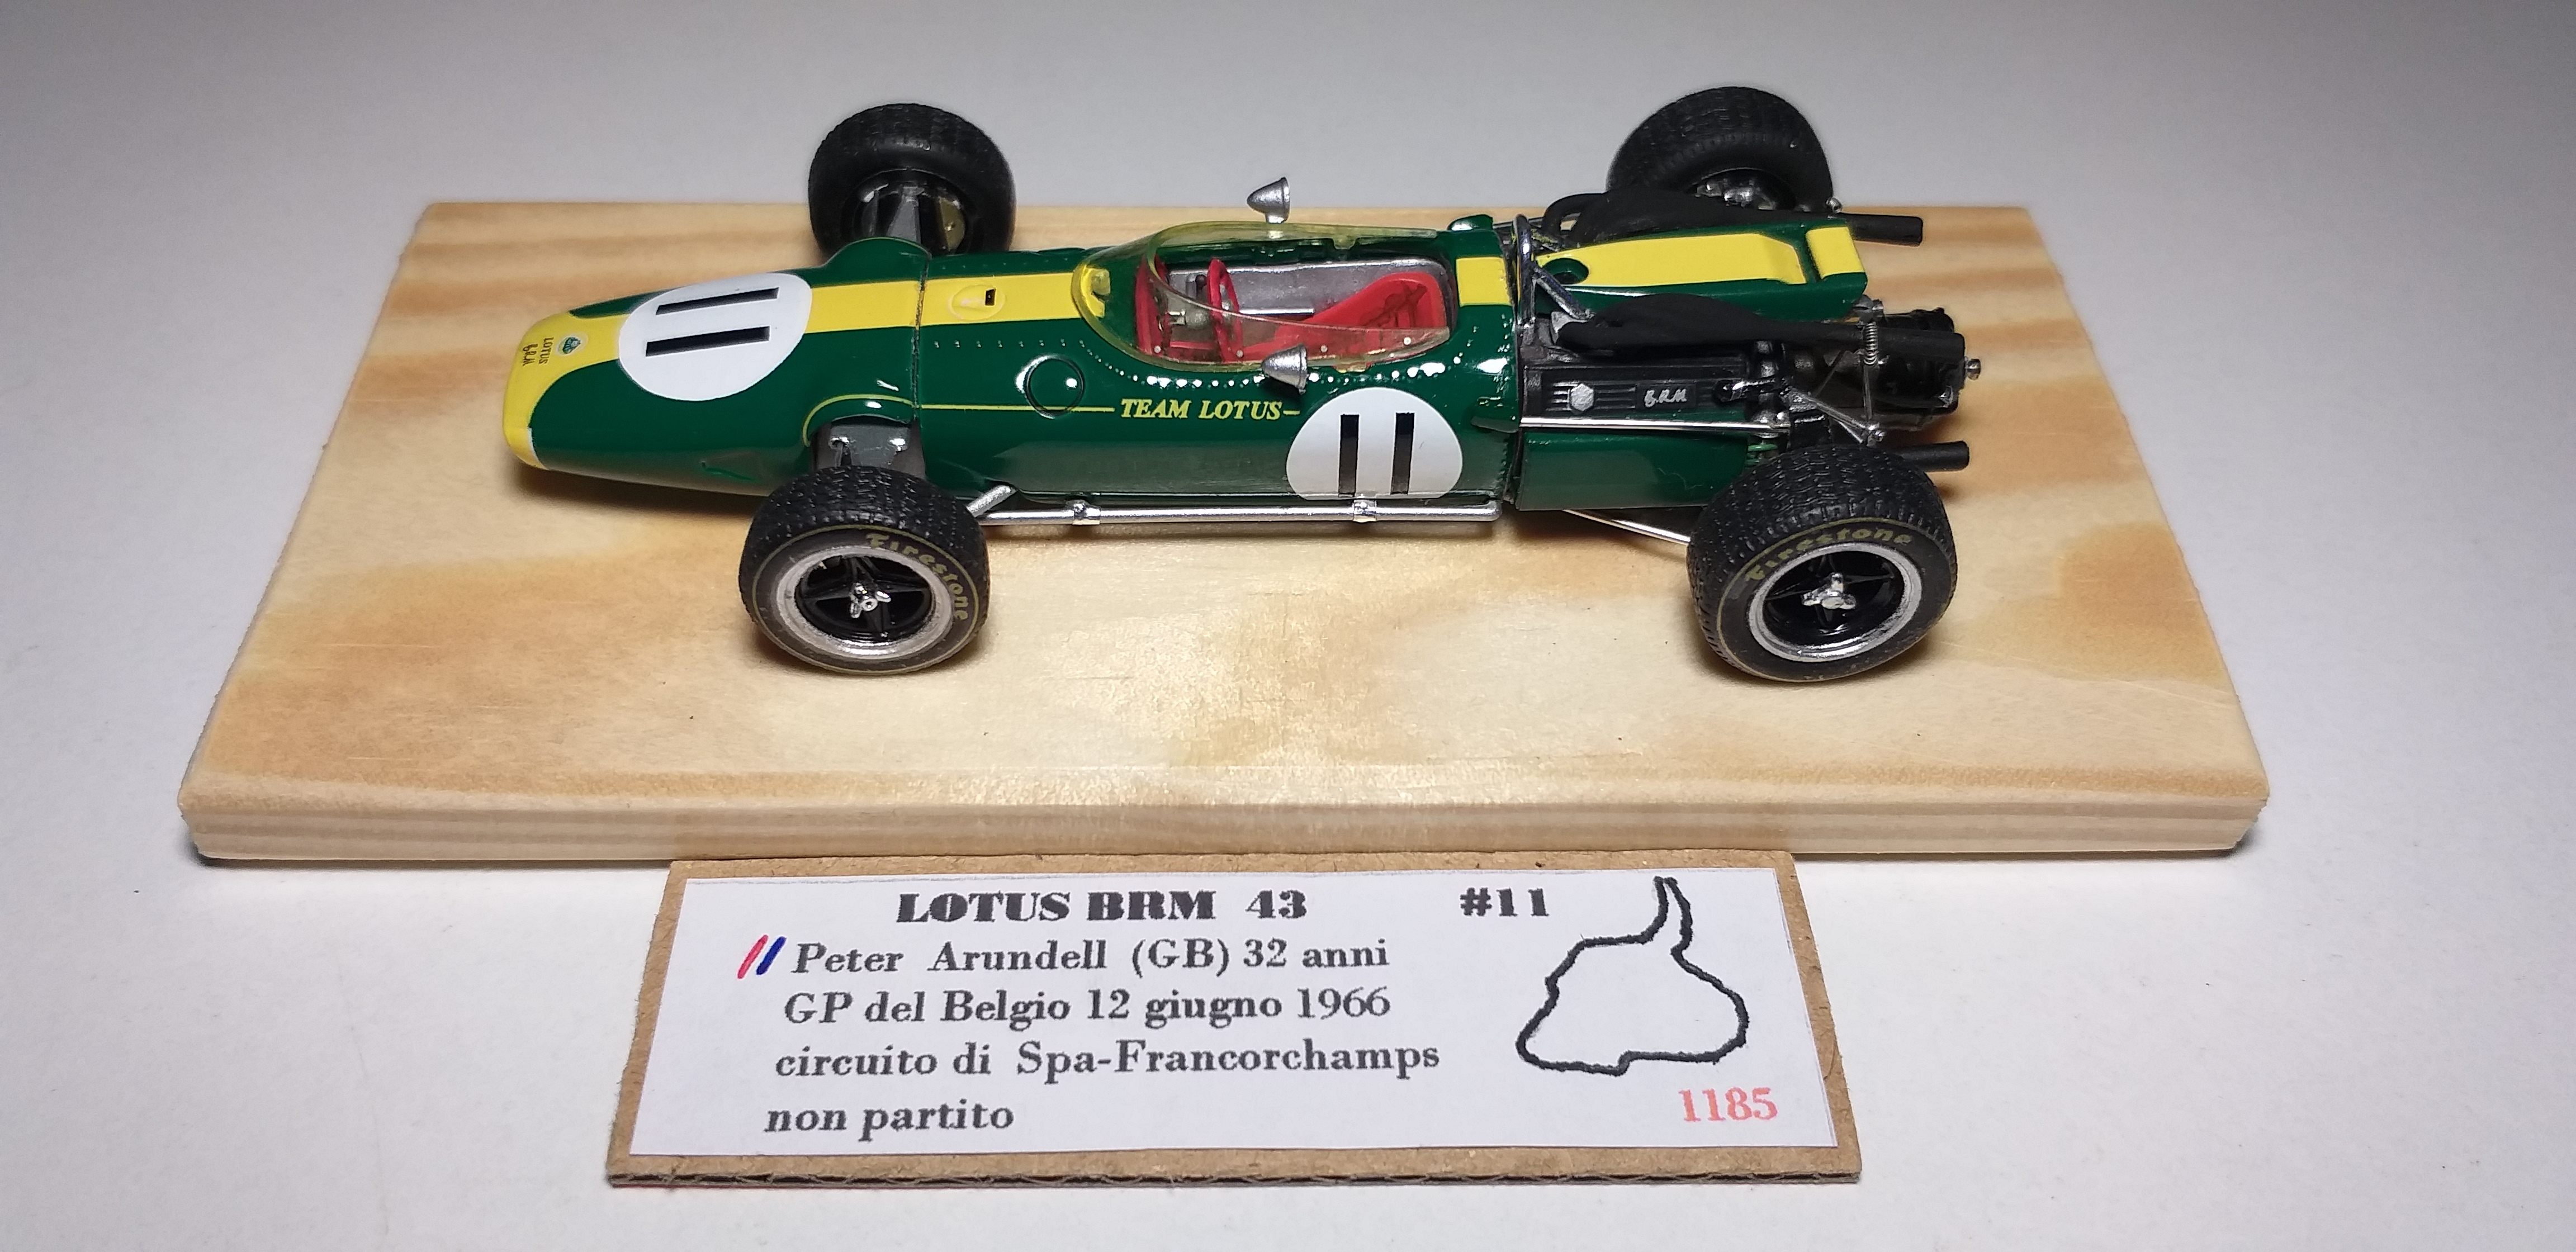 11
LOTUS
B.R.M.
TEAM LOTUS
11
B.R.M.
Firestone
Firestone
LOTUS BRM 43 #11
Peter Arundell (GB) 32 anni
GP del Belgio 12 giugno 1966
circuito di Spa-Francorchamps
non partito
1185